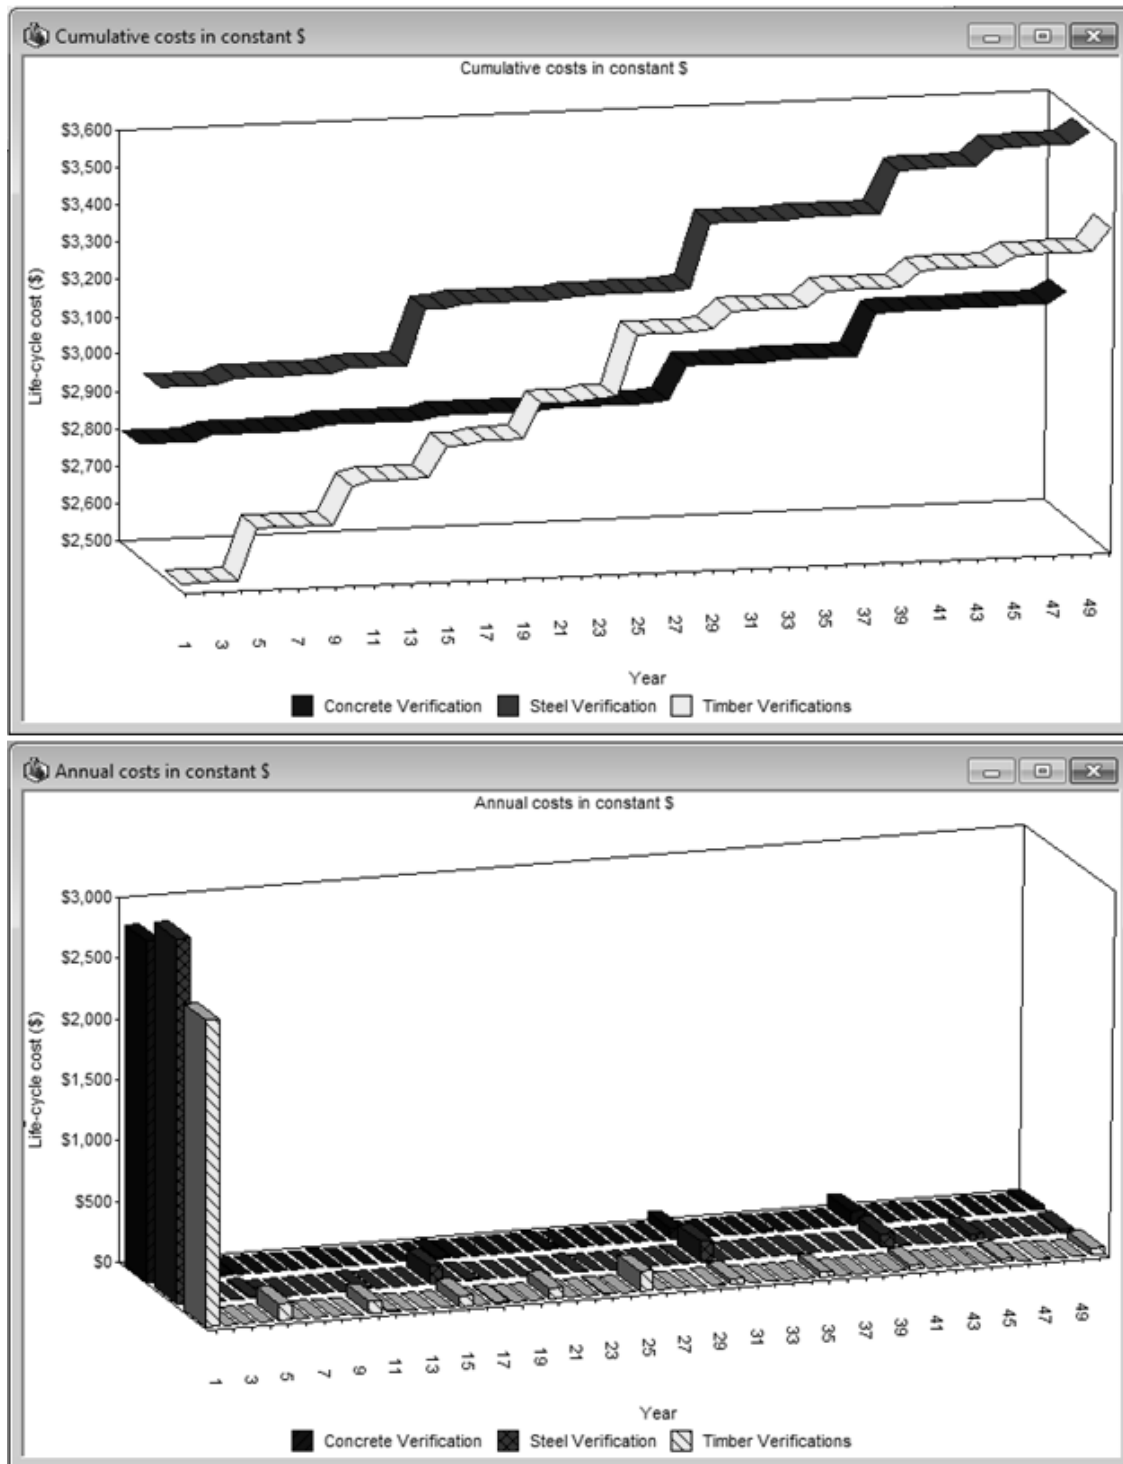 Cumulative costs in constant $
Cumulative costs in constant $
$3,600
$3,500
$3,400
$3,300
$3,200
$3,100
$3,000
$2,900
$2,800
$2,700
$2,600
$2,500
Life-cycle cost ($)
1 3 5 7 9 11 13 15 17 19 21 23 25 27 29 31 33 35 37 39 41 43 45 47 49
Year
Concrete Verification Steel Verification Timber Verifications
Annual costs in constant $
Annual costs in constant $
$3,000
$2,500
$2,000
$1,500
$1,000
$500
$0
Life-cycle cost ($)
1 3 5 7 9 11 13 15 17 19 21 23 25 27 29 31 33 35 37 39 41 43 45 47 49
Year
Concrete Verification Steel Verification Timber Verifications